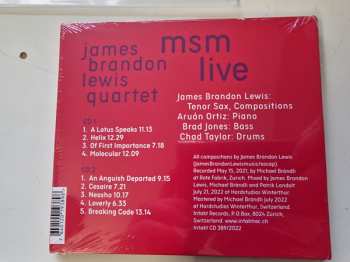 james
brandon
lewis
quartet
msm
live
James Brandon Lewis:
Tenor Sax, Compositions
Aruán Ortiz: Piano
Brad Jones: Bass
Chad Taylor: Drums
CD 1
1. A Lotus Speaks 11.13
2. Helix 12.29
3. Of First Importance 7.18
4. Molecular 12.09
CD 2
1. An Anguish Departed 9.15
2. Cesaire 7.21
3. Neosho 10.17
4. Loverly 6.33
5. Breaking Code 13.14
All compositions by James Brandon Lewis
(jamesBrandonLewismusic/ascap).
Recorded May 15, 2021, by Michael Brändli
at Rote Fabrik, Zurich. Mixed by James Brandon
Lewis, Michael Brändli and Patrik Landolt
July 21, 2022 at Hardstudios Winterthur.
Mastered by Michael Brändli July 2022
at Hardstudios Winterthur, Switzerland.
Intakt Records, P.O.Box, 8024 Zürich,
Switzerland. www.intaktrec.ch
Intakt CD 389/2022